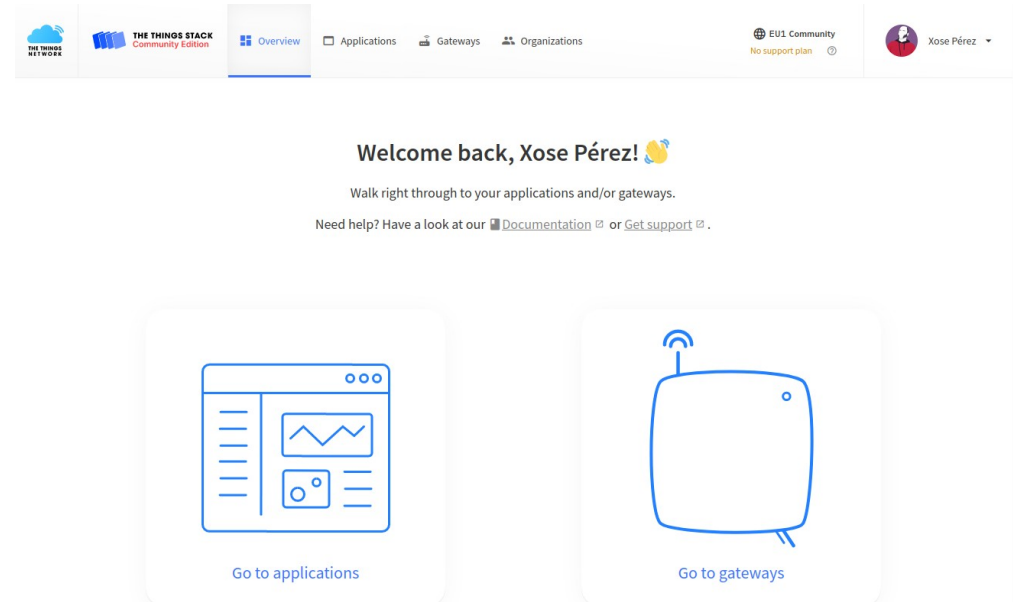 THE THINGS
NETWORK
THE THINGS STACK
Community Edition
Overview
Applications
Gateways
Organizations
EU1 Community
No support plan
Xose Pérez
Welcome back, Xose Pérez! 👋
Walk right through to your applications and/or gateways.
Need help? Have a look at our Documentation or Get support .
Go to applications
Go to gateways